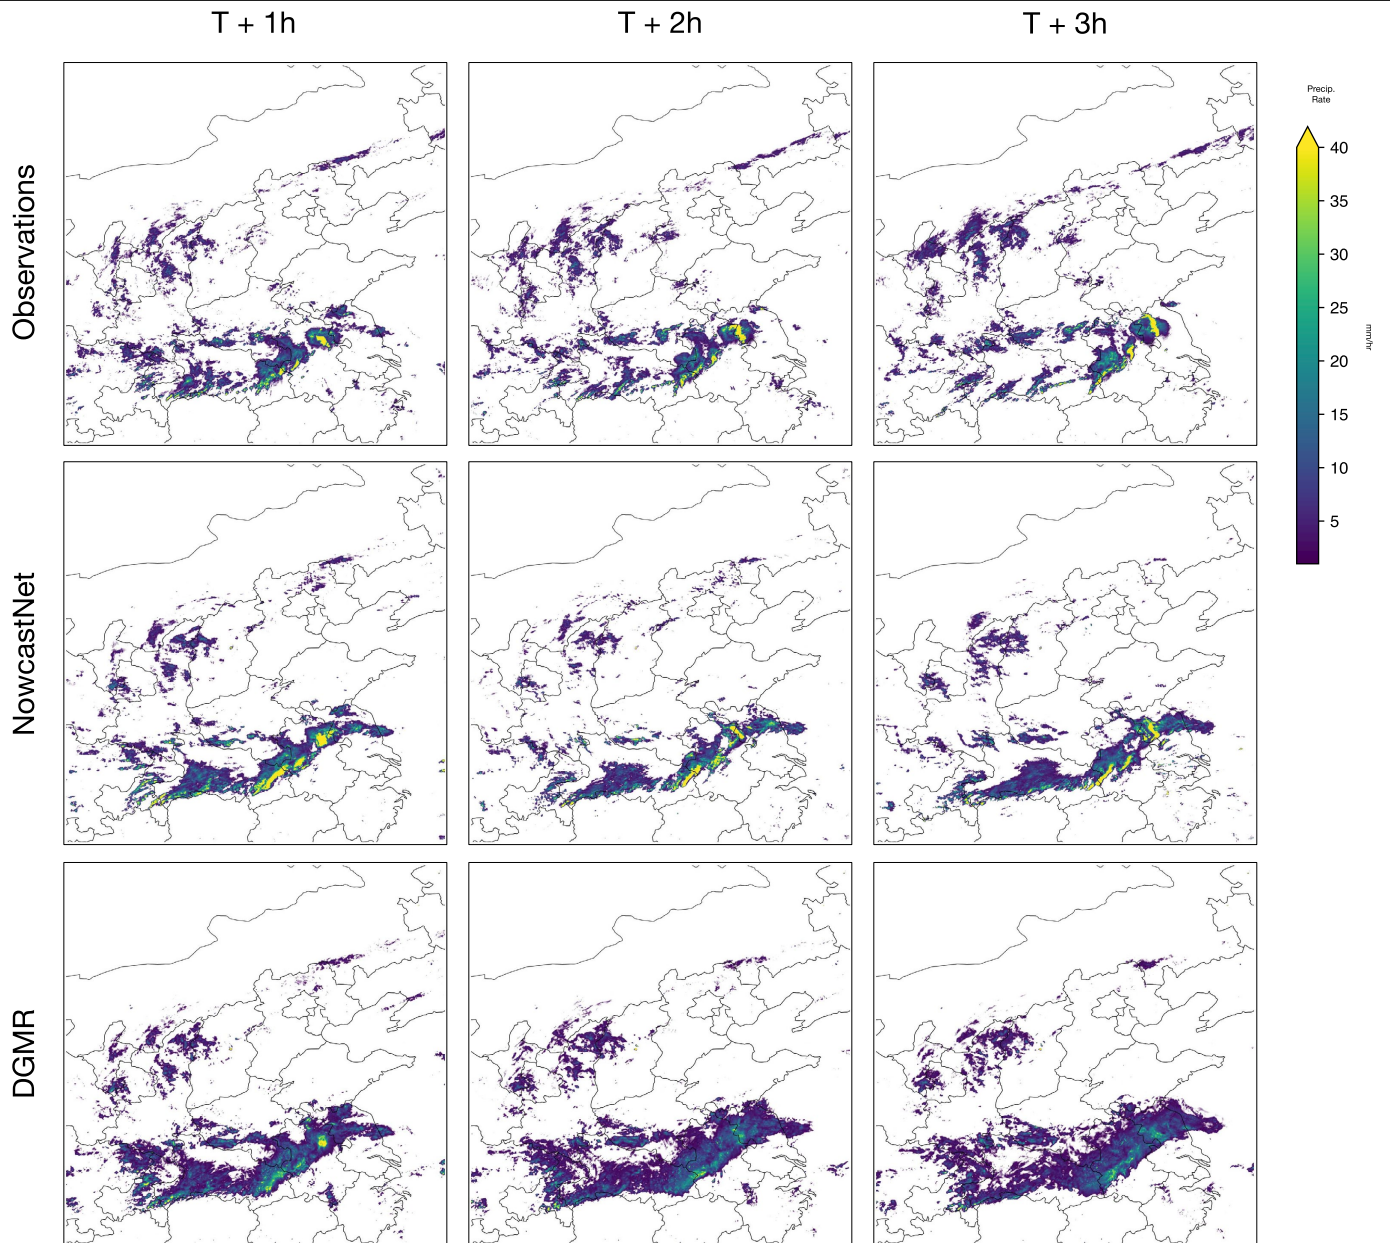 T + 1h
T + 2h
T + 3h
Observations
NowcastNet
DGMR
Precip.
Rate
40
35
30
25
20
15
10
5
mm/hr